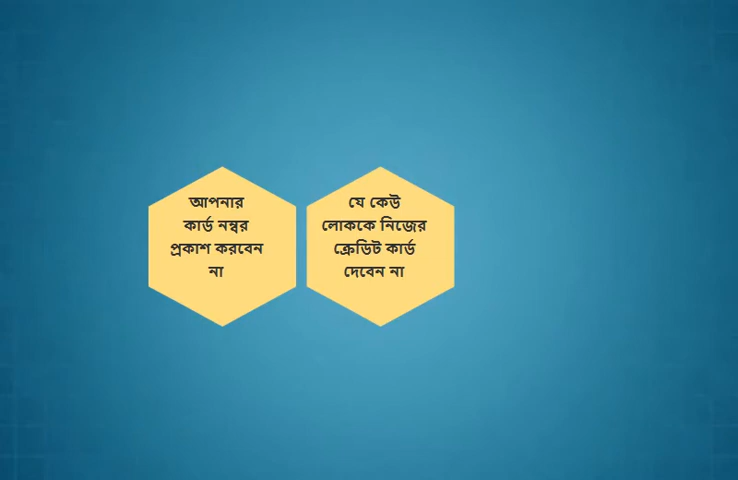 আপনার
কার্ড নম্বর
প্রকাশ করবেন
না
যে কেউ
লোককে নিজের
ক্রেডিট কার্ড
দেবেন না